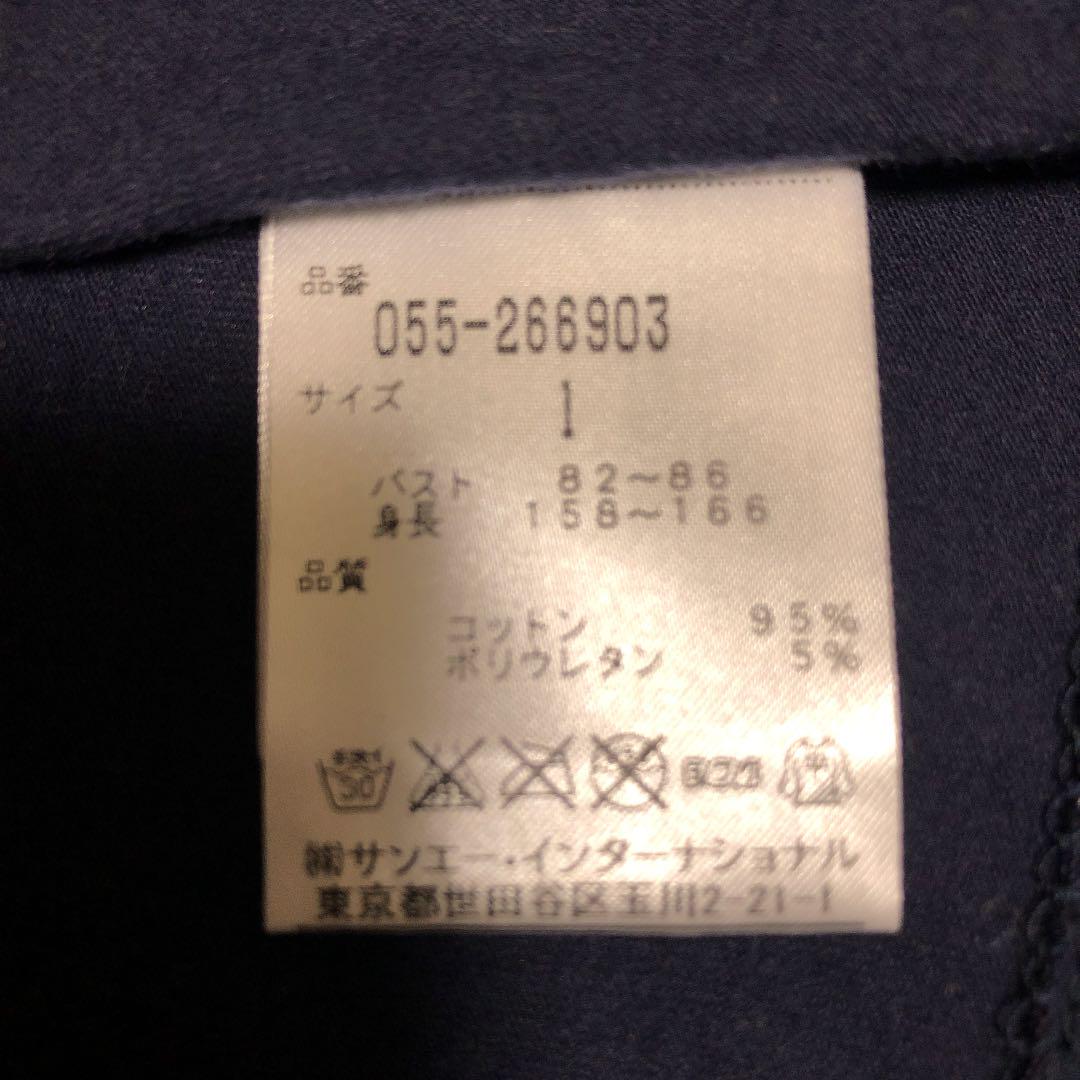 品番
055-266903
サイズ 1
バスト 82~86
身長 158~166
品質
コットン 95%
ポリウレタン 5%
30 中
㈱サンエー・インターナショナル
東京都世田谷区玉川2-21-1